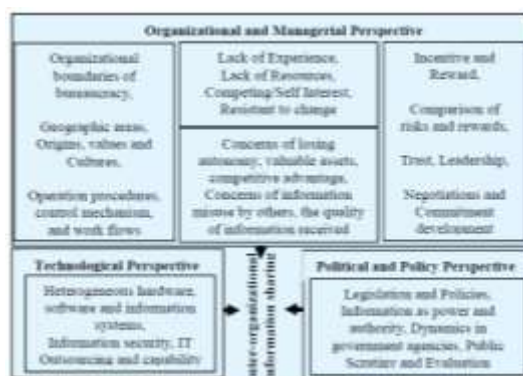 Organizational and Managerial Perspective
Organizational
boundaries of
bureaucracy,
Geographic areas,
Origins, values and
Cultures,
Operation procedures,
control mechanism,
and work flows
Lack of Experience,
Lack of Resources,
Competing/Self Interest,
Resistant to change
Concerns of losing
autonomy, valuable assets,
competitive advantage,
Concerns of information
misuse by others, the quality
of information received
Incentive and
Reward,
Comparison of
risks and rewards,
Trust, Leadership,
Negotiations and
Commitment
development
Technological Perspective
Heterogeneous hardware,
software and information
systems,
Information security, IT
Outsourcing and capability
Inter-organizational
information sharing
Political and Policy Perspective
Legislation and Policies,
Information as power and
authority, Dynamics in
government agencies, Public
Scrutiny and Evaluation